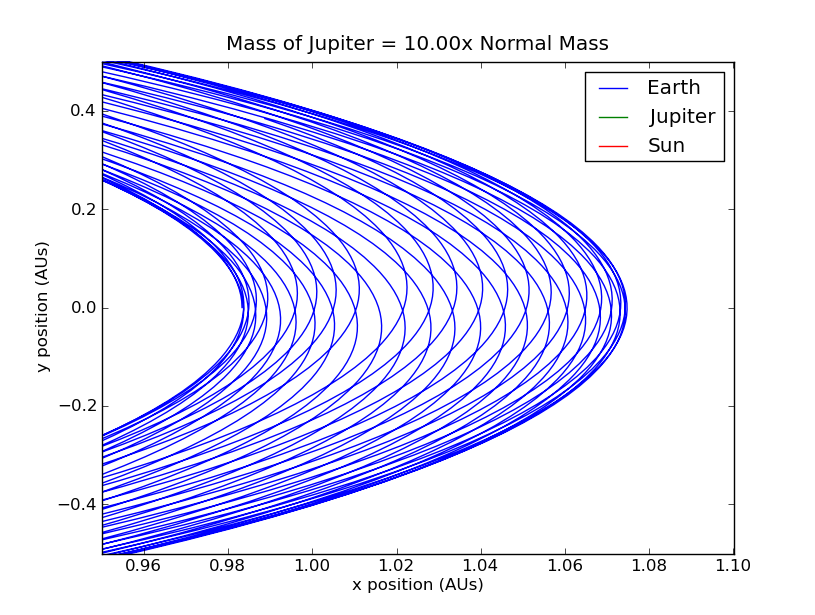 Mass of Jupiter = 10.00x Normal Mass
Earth
Jupiter
Sun
0.4
0.2
0.0
−0.2
−0.4
y position (AUs)
0.96 0.98 1.00 1.02 1.04 1.06 1.08 1.10
x position (AUs)